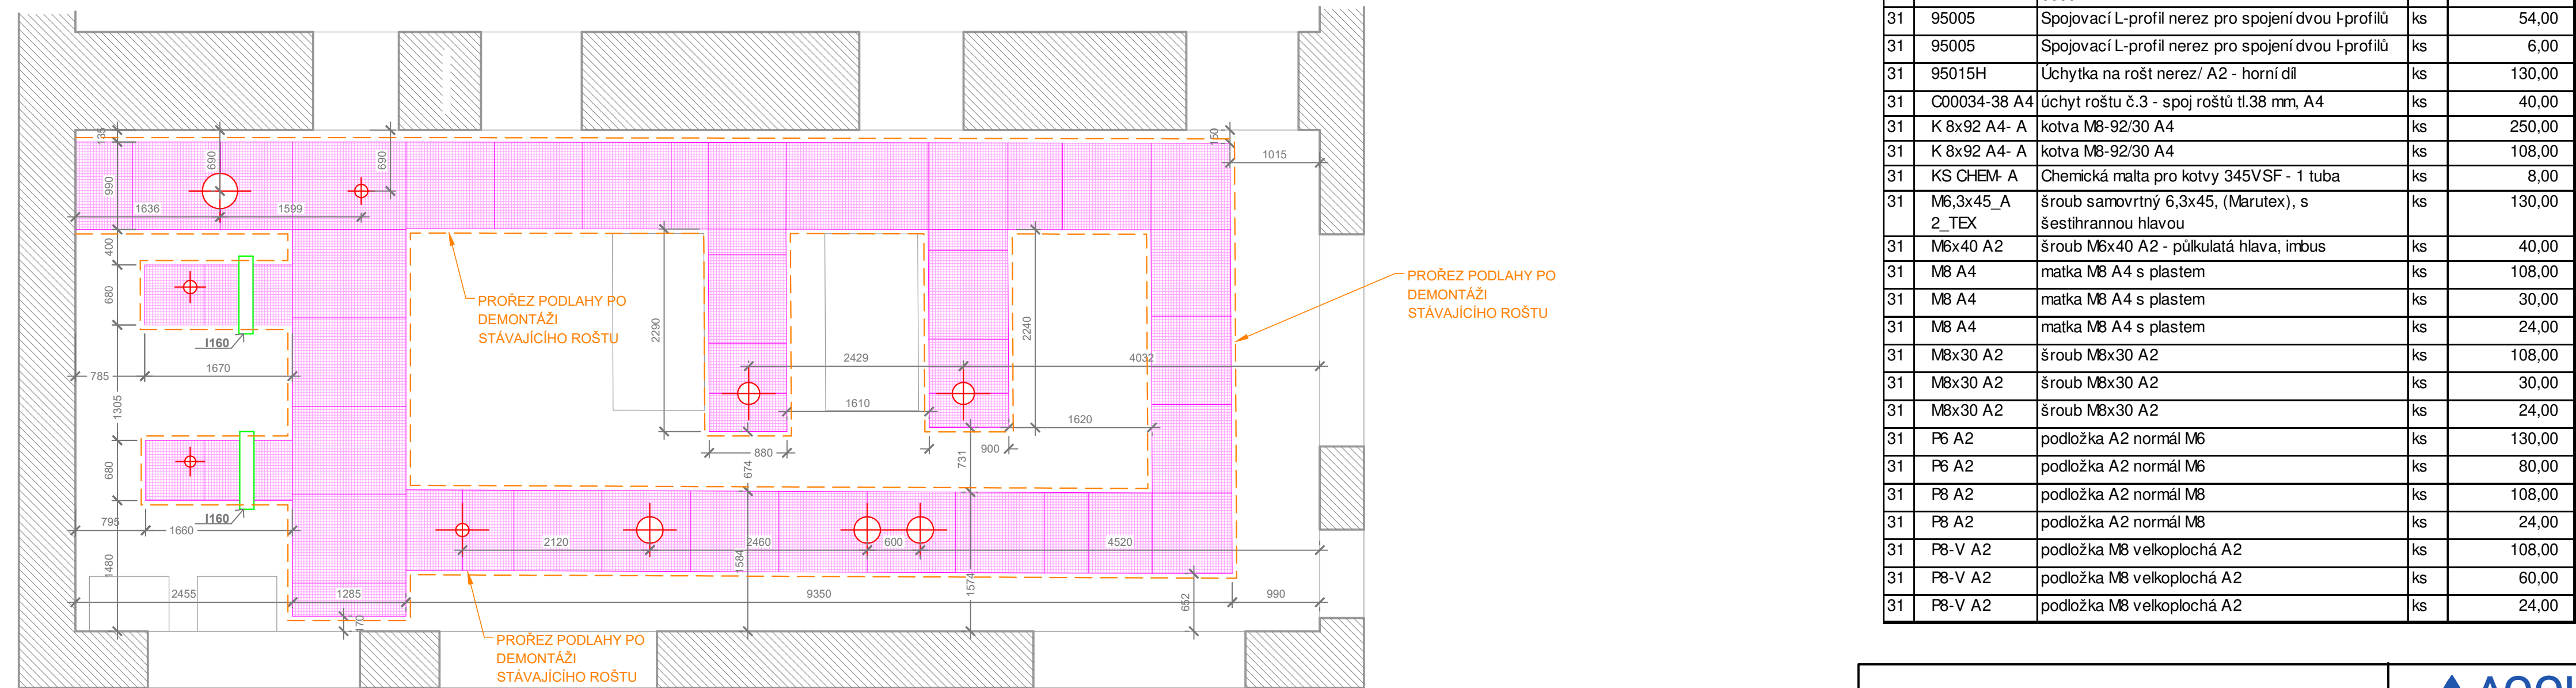 135
690
690
150
1015
990
1636
1599
400
680
I160
785
1670
1305
680
I160
795
1660
1480
2455
1285
170
9350
652
990
PROŘEZ PODLAHY PO
DEMONTÁŽI
STÁVAJÍCÍHO ROŠTU
2290
2429
4032
2240
1610
1620
880
900
674
731
2120
2460
600
4520
1584
1574
PROŘEZ PODLAHY PO
DEMONTÁŽI
STÁVAJÍCÍHO ROŠTU
PROŘEZ PODLAHY PO
DEMONTÁŽI
STÁVAJÍCÍHO ROŠTU
31 95005 Spojovací L-profil nerez pro spojení dvou I-profilů ks 54,00
31 95005 Spojovací L-profil nerez pro spojení dvou I-profilů ks 6,00
31 95015H Úchytka na rošt nerez/ A2 - horní díl ks 130,00
31 C00034-38 A4 úchyt roštu č.3 - spoj roštů tl.38 mm, A4 ks 40,00
31 K 8x92 A4- A kotva M8-92/30 A4 ks 250,00
31 K 8x92 A4- A kotva M8-92/30 A4 ks 108,00
31 KS CHEM- A Chemická malta pro kotvy 345VSF - 1 tuba ks 8,00
31 M6,3x45_A šroub samovrtný 6,3x45, (Marutex), s ks 130,00
2_TEX šestihrannou hlavou
31 M6x40 A2 šroub M6x40 A2 - půlkulatá hlava, imbus ks 40,00
31 M8 A4 matka M8 A4 s plastem ks 108,00
31 M8 A4 matka M8 A4 s plastem ks 30,00
31 M8 A4 matka M8 A4 s plastem ks 24,00
31 M8x30 A2 šroub M8x30 A2 ks 108,00
31 M8x30 A2 šroub M8x30 A2 ks 30,00
31 M8x30 A2 šroub M8x30 A2 ks 24,00
31 P6 A2 podložka A2 normál M6 ks 130,00
31 P6 A2 podložka A2 normál M6 ks 80,00
31 P8 A2 podložka A2 normál M8 ks 108,00
31 P8 A2 podložka A2 normál M8 ks 24,00
31 P8-V A2 podložka M8 velkoplochá A2 ks 108,00
31 P8-V A2 podložka M8 velkoplochá A2 ks 60,00
31 P8-V A2 podložka M8 velkoplochá A2 ks 24,00